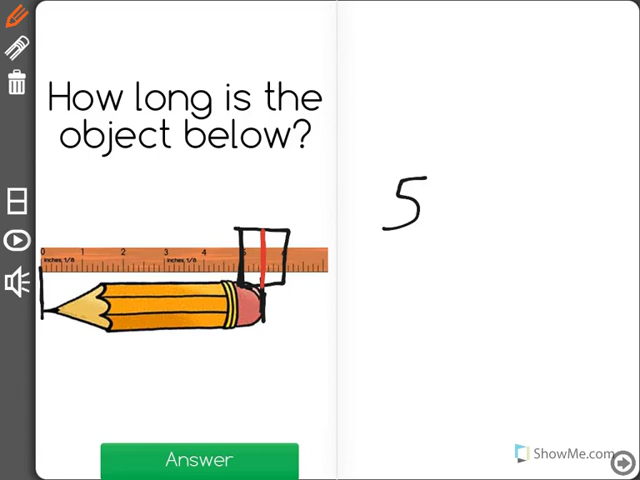 How long is the
object below?
5
0 1 2 3 4
Inches, 1/8 Inches, 1/8
Answer
ShowMe.com